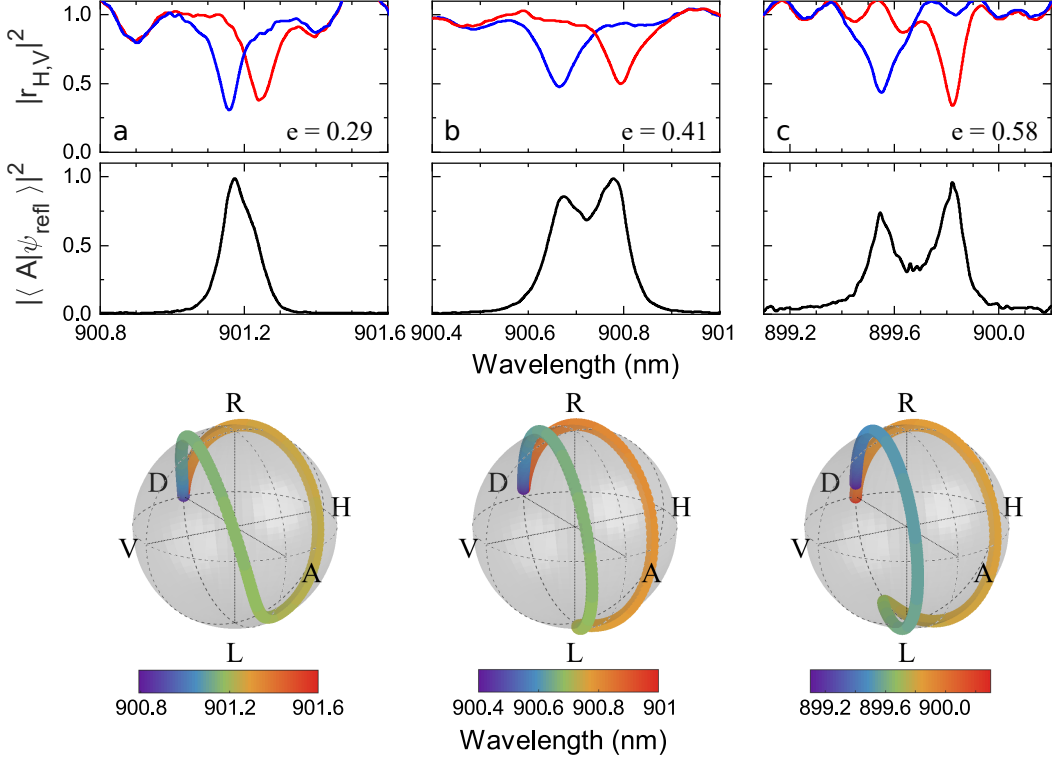 |r_{H,V}|^2
1.0
0.5
0.0
a
e = 0.29
b
e = 0.41
c
e = 0.58
|⟨A|ψ_{refl}⟩|^2
1.0
0.5
0.0
900.8 901.2 901.6
900.4 900.6 900.8 901
899.2 899.6 900.0
Wavelength (nm)
R
D
H
V
A
L
R
D
H
V
A
L
R
D
H
V
A
L
900.8 901.2 901.6
900.4 900.6 900.8 901
899.2 899.6 900.0
Wavelength (nm)